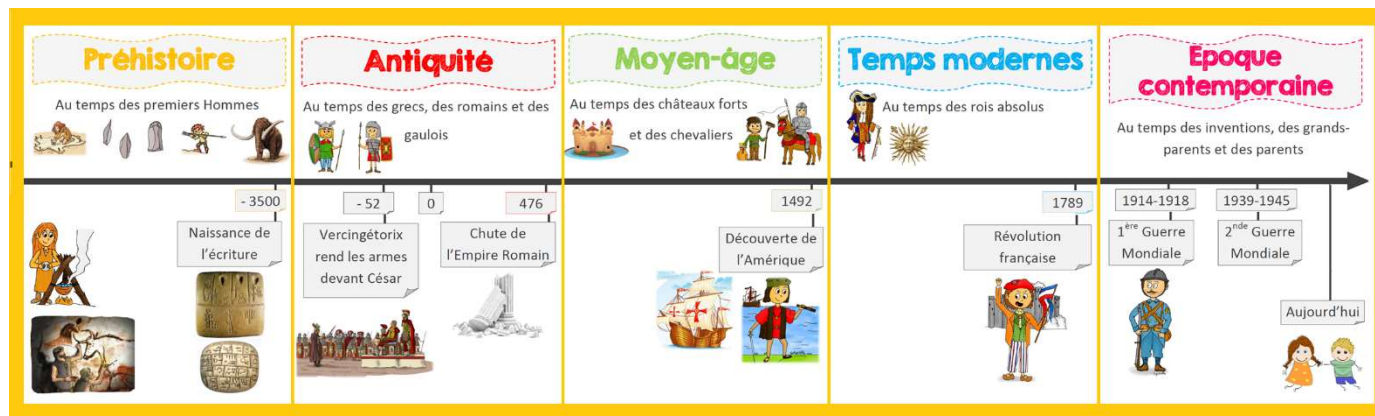 Préhistoire
Au temps des premiers Hommes
- 3500
Naissance de
l'écriture
Antiquité
Au temps des grecs, des romains et des
gaulois
- 52
0
476
Vercingétorix
rend les armes
devant César
Chute de
l'Empire Romain
Moyen-âge
Au temps des châteaux forts
et des chevaliers
1492
Découverte de
l'Amérique
Temps modernes
Au temps des rois absolus
1789
Révolution
française
Epoque
contemporaine
Au temps des inventions, des grands-
parents et des parents
1914-1918
1ère Guerre
Mondiale
1939-1945
2nde Guerre
Mondiale
Aujourd'hui